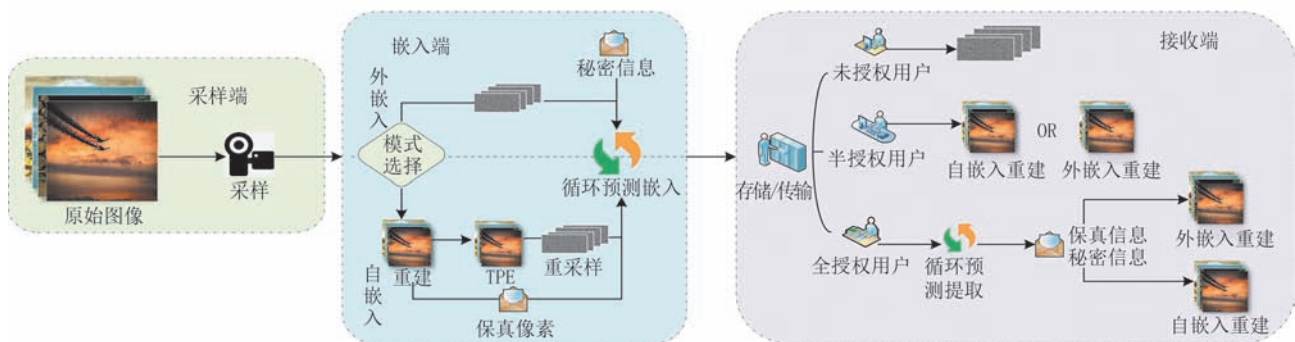 采样端
原始图像
采样
嵌入端
外嵌入
秘密信息
模式
选择
循环预测嵌入
自嵌入
重建
TPE
重采样
保真像素
接收端
存储/传输
未授权用户
半授权用户
自嵌入重建
OR
外嵌入重建
全授权用户
循环预
测提取
保真信息
秘密信息
外嵌入重建
自嵌入重建